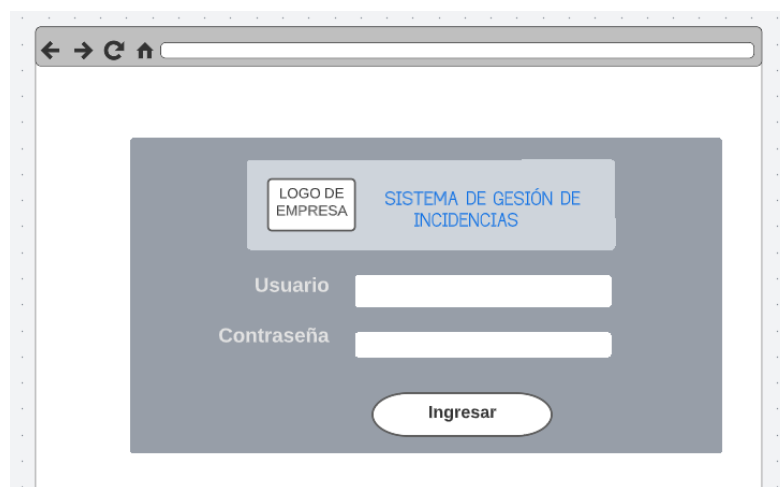 LOGO DE
EMPRESA
SISTEMA DE GESIÓN DE
INCIDENCIAS
Usuario
Contraseña
Ingresar